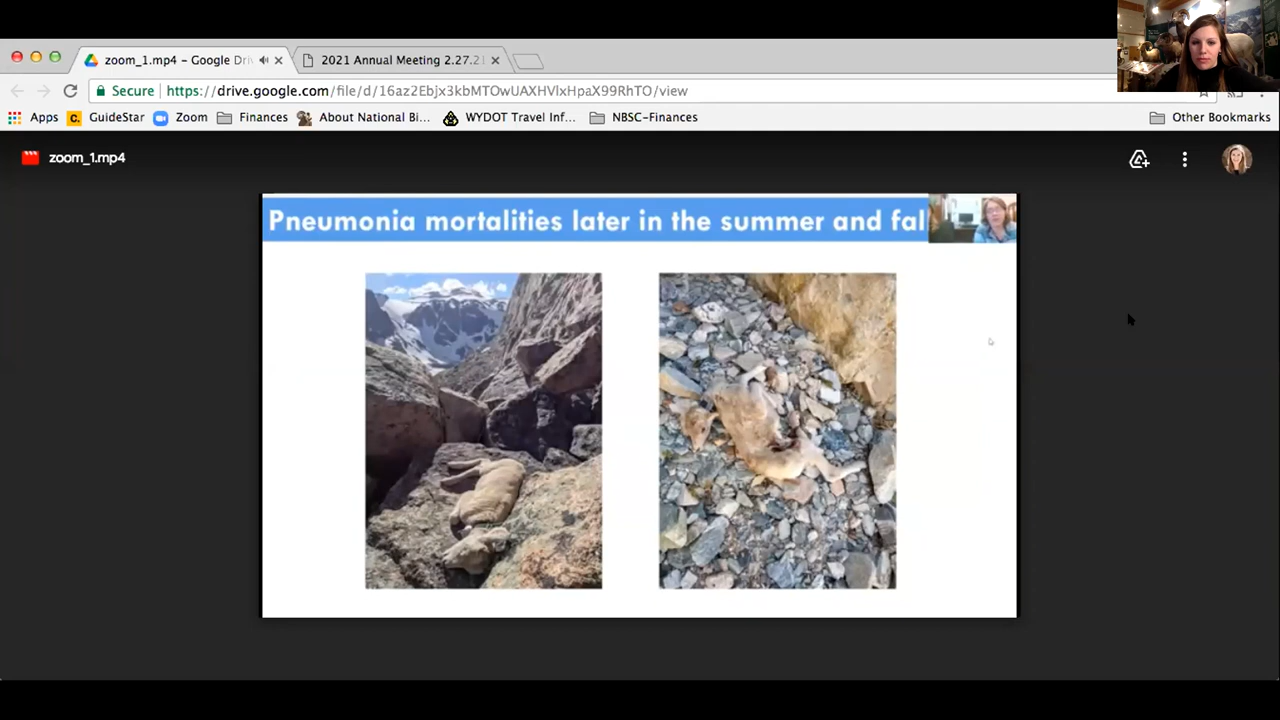 zoom_1.mp4 - Google Dri
2021 Annual Meeting 2.27.2
Secure https://drive.google.com/file/d/16az2Ebjx3kbMTOwUAXHVlxHpaX99RhTO/view
Apps GuideStar Zoom Finances About National Bi... WYDOT Travel Inf... NBSC-Finances Other Bookmarks
zoom_1.mp4
Pneumonia mortalities later in the summer and fal